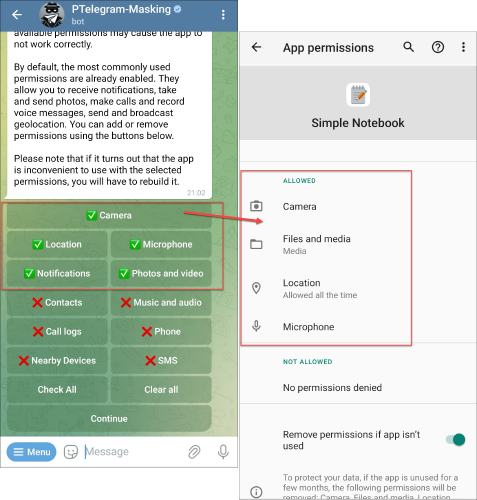 PTelegram-Masking
bot
available permissions may cause the app to
not work correctly.
By default, the most commonly used
permissions are already enabled. They
allow you to receive notifications, take
and send photos, make calls and record
voice messages, send and broadcast
geolocation. You can add or remove
permissions using the buttons below.
Please note that if it turns out that the app
is inconvenient to use with the selected
permissions, you will have to rebuild it.
21:02
Camera
Location
Microphone
Notifications
Photos and video
Contacts
Music and audio
Call logs
Phone
Nearby Devices
SMS
Check All
Clear all
Continue
Menu
Message
App permissions
Simple Notebook
ALLOWED
Camera
Files and media
Media
Location
Allowed all the time
Microphone
NOT ALLOWED
No permissions denied
Remove permissions if app isn't
used
To protect your data, if the app is unused for a
few months, the following permissions will be
removed: Camera, Files and media, Location